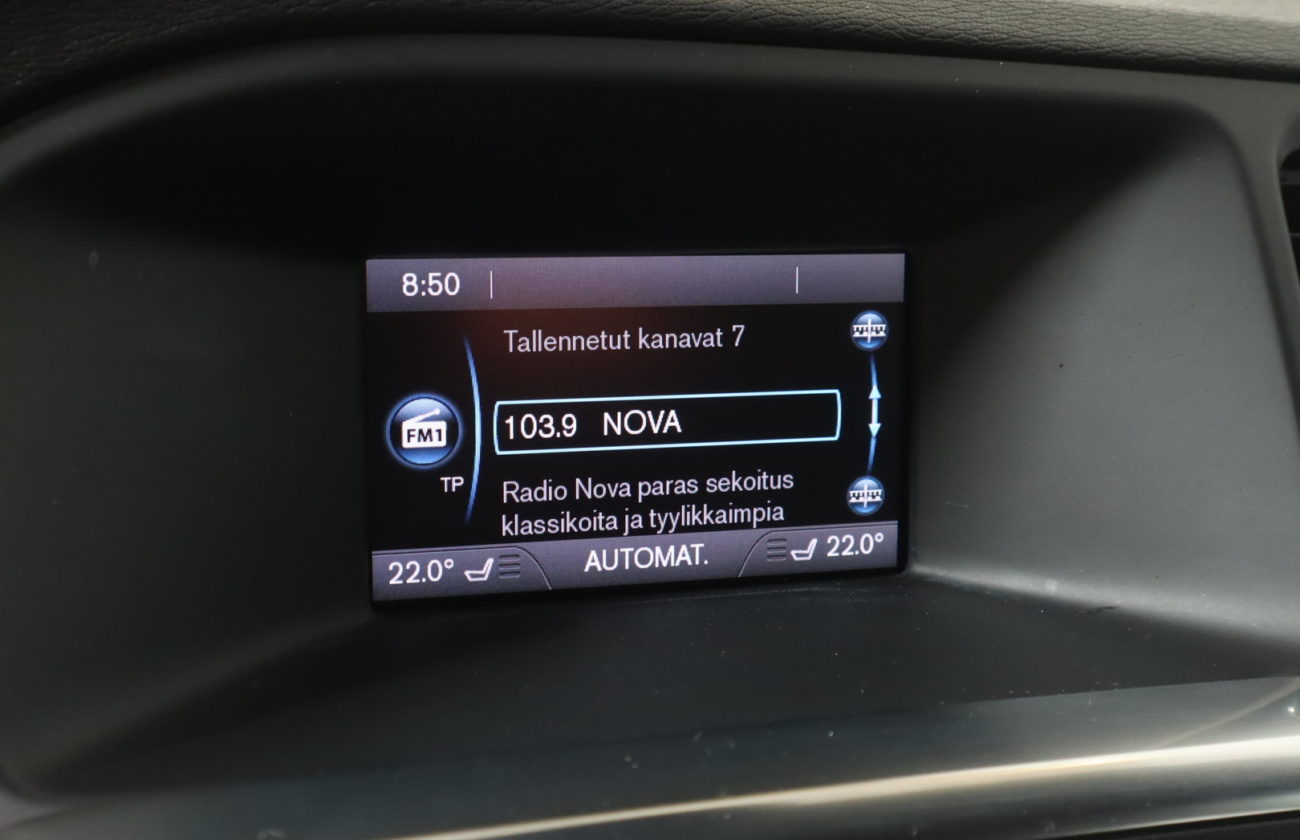 8:50
Tallennetut kanavat 7
FM1
103.9 NOVA
TP
Radio Nova paras sekoitus
klassikoita ja tyylikkaimpia
22.0° AUTOMAT. 22.0°